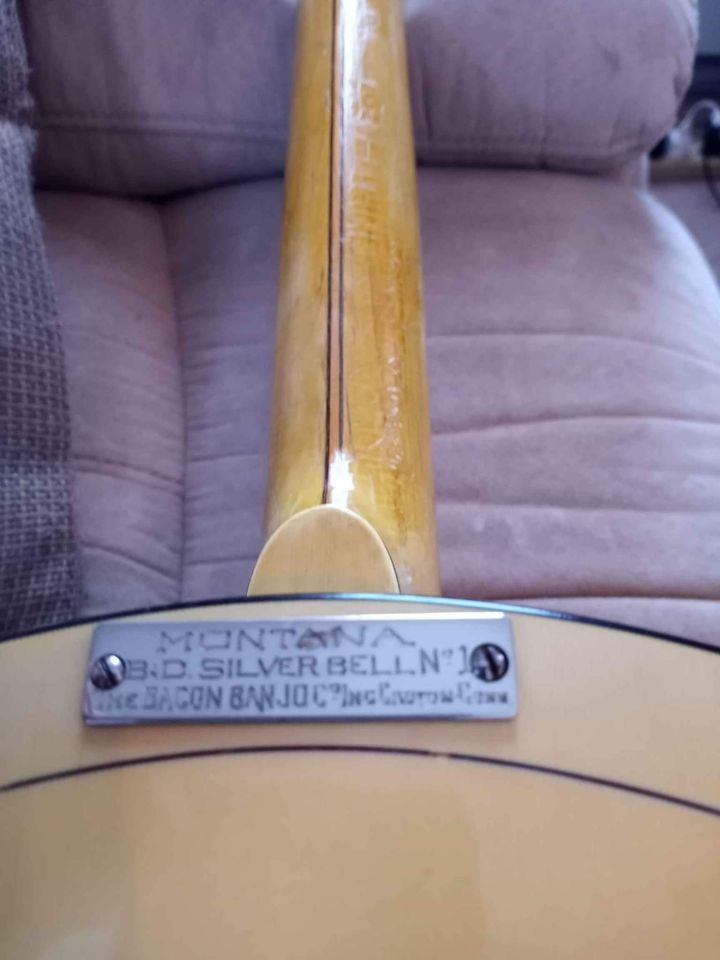 MONTANA
B&D. SILVER BELL Nº 1
THE BACON BANJO Cº INC GROTON CONN